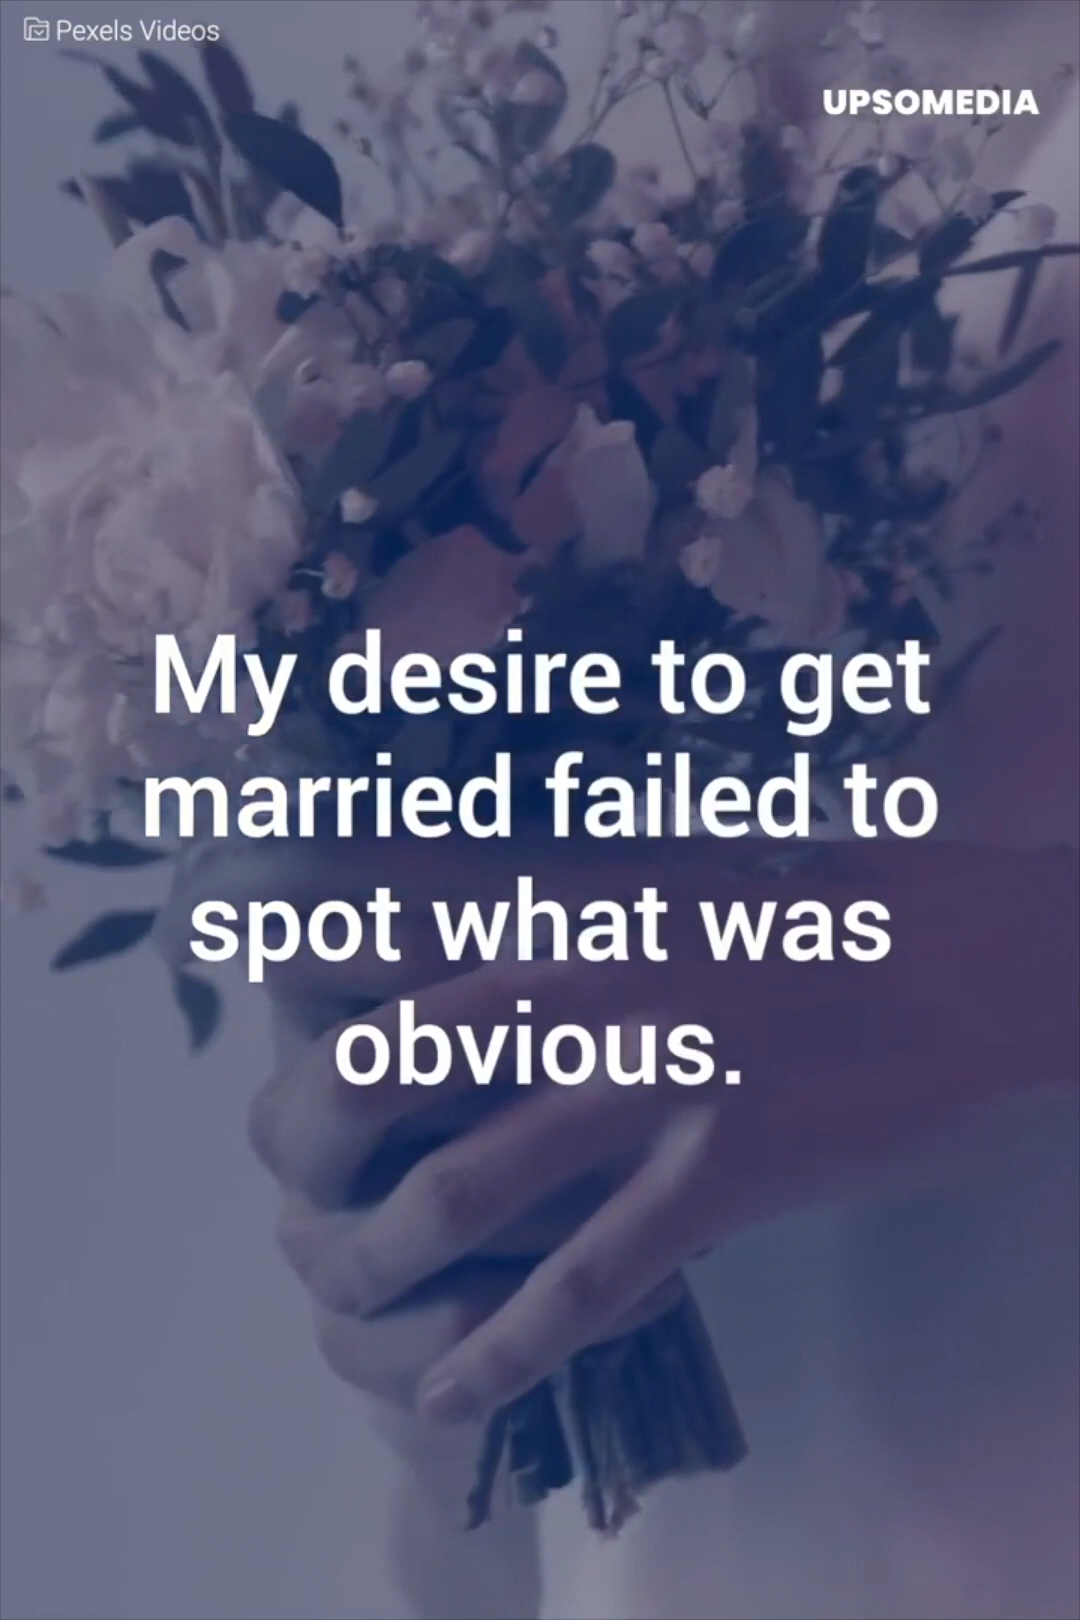 Pexels Videos
UPSOMEDIA
My desire to get
married failed to
spot what was
obvious.